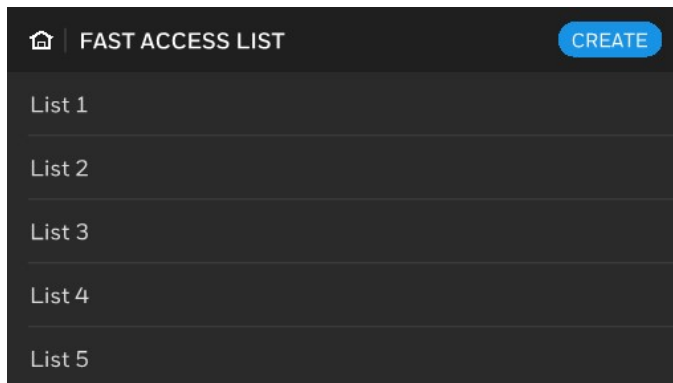 FAST ACCESS LIST CREATE
List 1
List 2
List 3
List 4
List 5